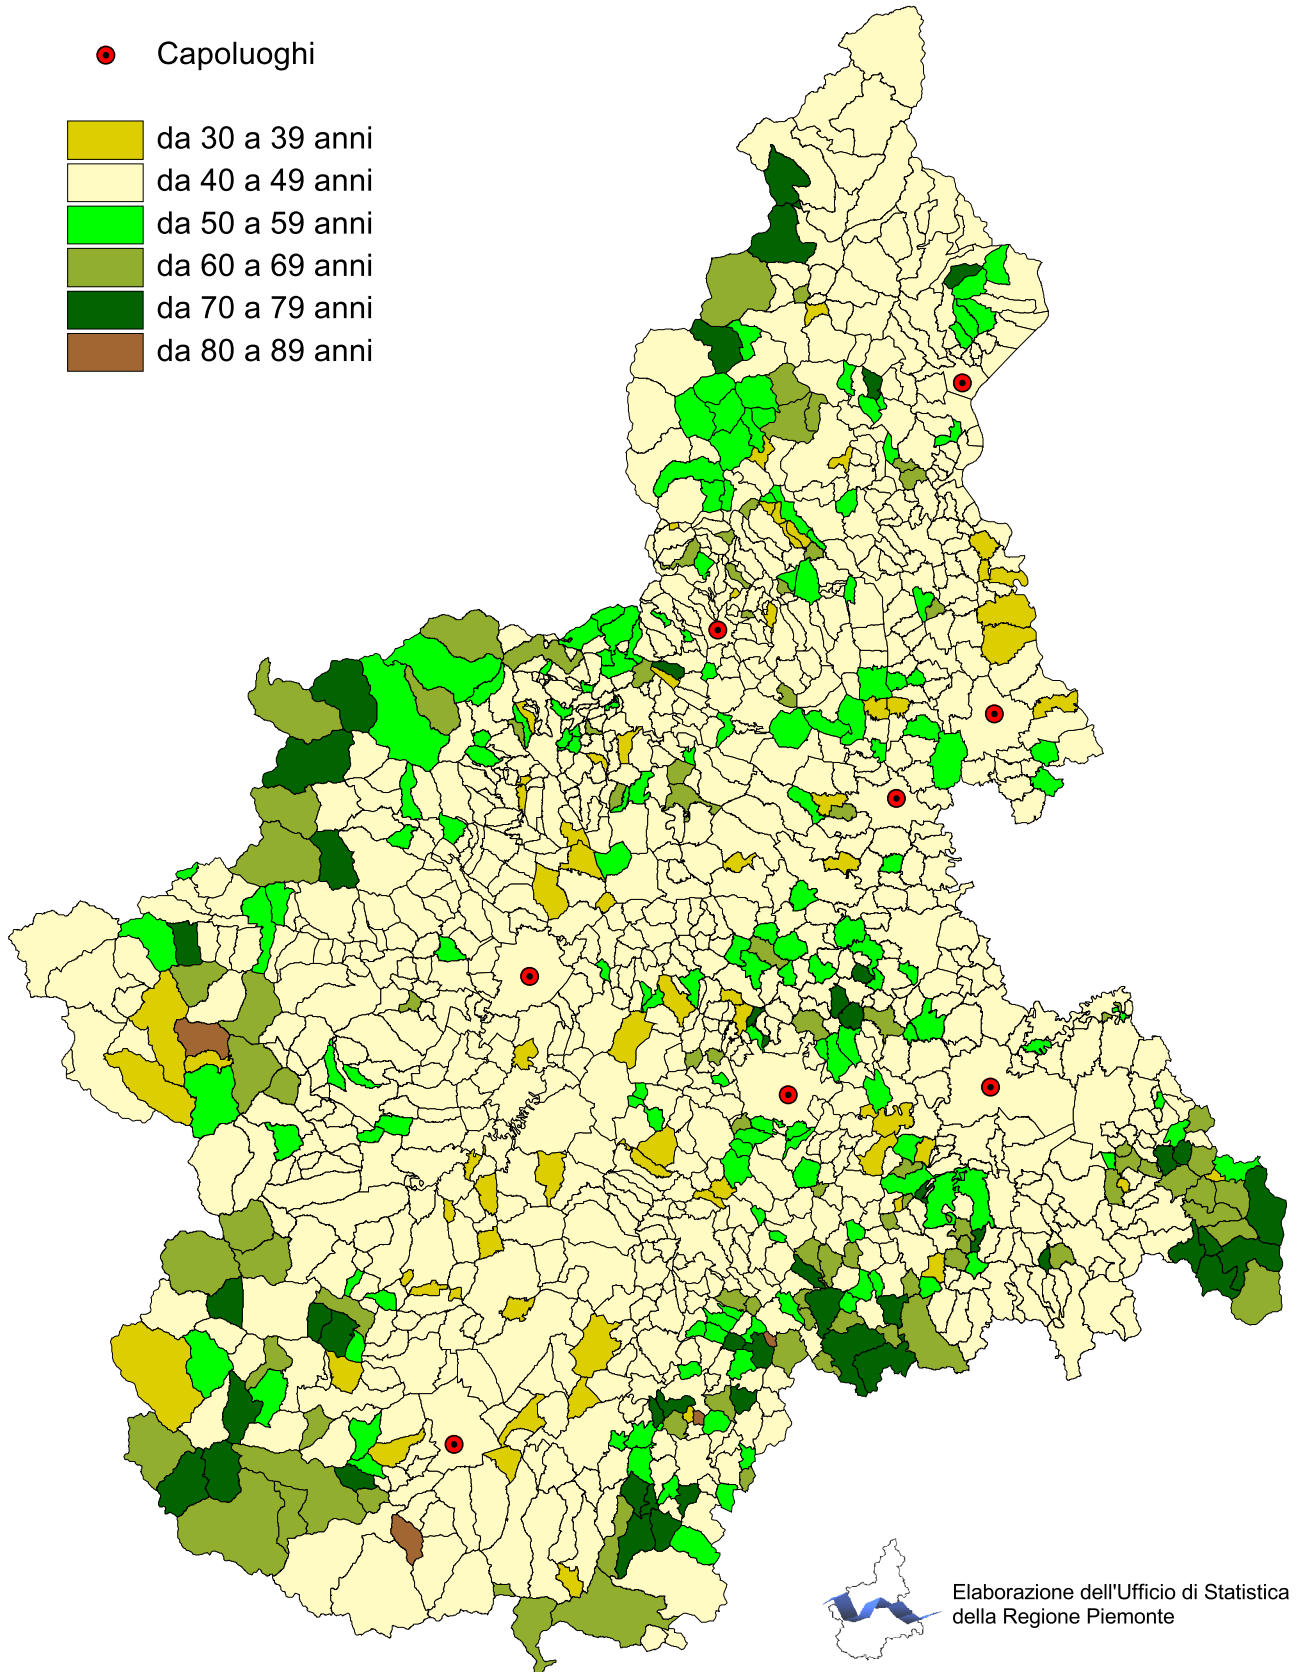 Capoluoghi
da 30 a 39 anni
da 40 a 49 anni
da 50 a 59 anni
da 60 a 69 anni
da 70 a 79 anni
da 80 a 89 anni
Elaborazione dell'Ufficio di Statistica
della Regione Piemonte